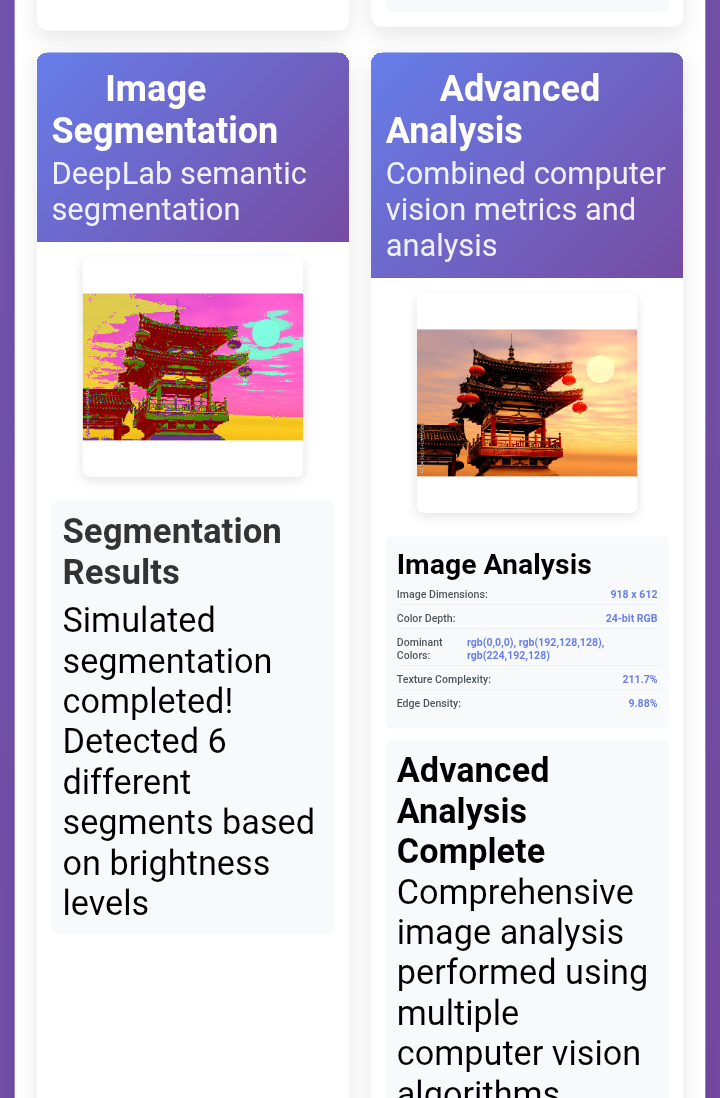 Image
Segmentation
DeepLab semantic
segmentation
Segmentation
Results
Simulated
segmentation
completed!
Detected 6
different
segments based
on brightness
levels
Advanced
Analysis
Combined computer
vision metrics and
analysis
Image Analysis
Image Dimensions: 918 x 612
Color Depth: 24-bit RGB
Dominant rgb(0,0,0), rgb(192,128,128),
Colors: rgb(224,192,128)
Texture Complexity: 211.7%
Edge Density: 9.88%
Advanced
Analysis
Complete
Comprehensive
image analysis
performed using
multiple
computer vision
algorithms